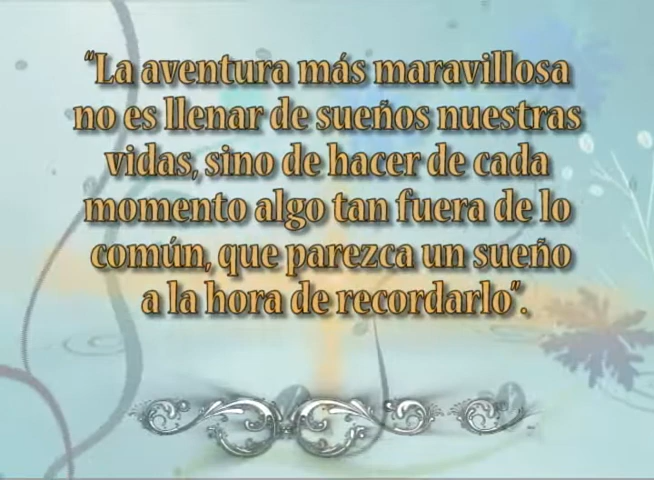 “La aventura más maravillosa
no es llenar de sueños nuestras
vidas, sino de hacer de cada
momento algo tan fuera de lo
común, que parezca un sueño
a la hora de recordarlo”.